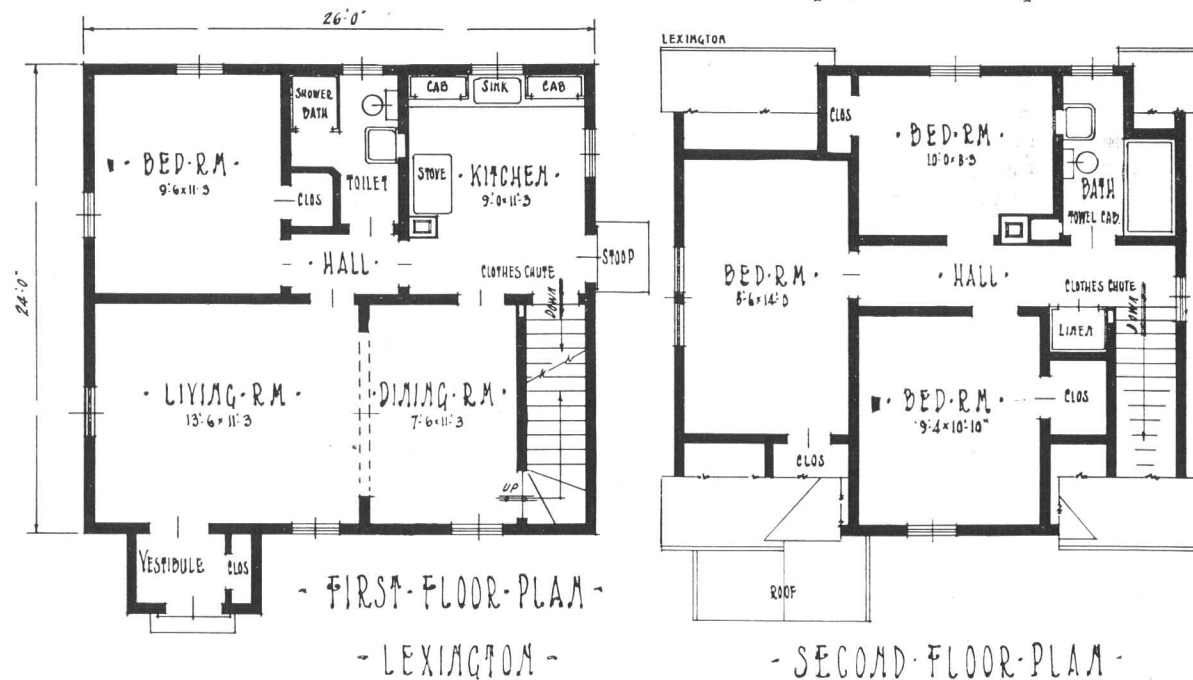 26'-0"
24'-0"
SHOWER
BATH
CAB
SINK
CAB
· BED·RM ·
9'-6x11'-3
CLOS
TOILET
STOVE
· KITCHEN ·
9'-0x11'-3
STOOP
· HALL ·
CLOTHES CHUTE
DOWN
· LIVING·RM ·
13'-6x11'-3
·DINING·RM ·
7'-6x11'-3
UP
VESTIBULE
CLOS
- FIRST-FLOOR-PLAN -
- LEXINGTON -
LEXINGTON
CLOS
· BED·RM ·
10'-0x8-3
BATH
TOWEL CAB.
BED·RM ·
8'-6x14'-0
· HALL ·
CLOTHES CHUTE
DOWN
LINEN
· BED·RM ·
9'-4x10'-10"
CLOS
CLOS
ROOF
- SECOND·FLOOR·PLAN -